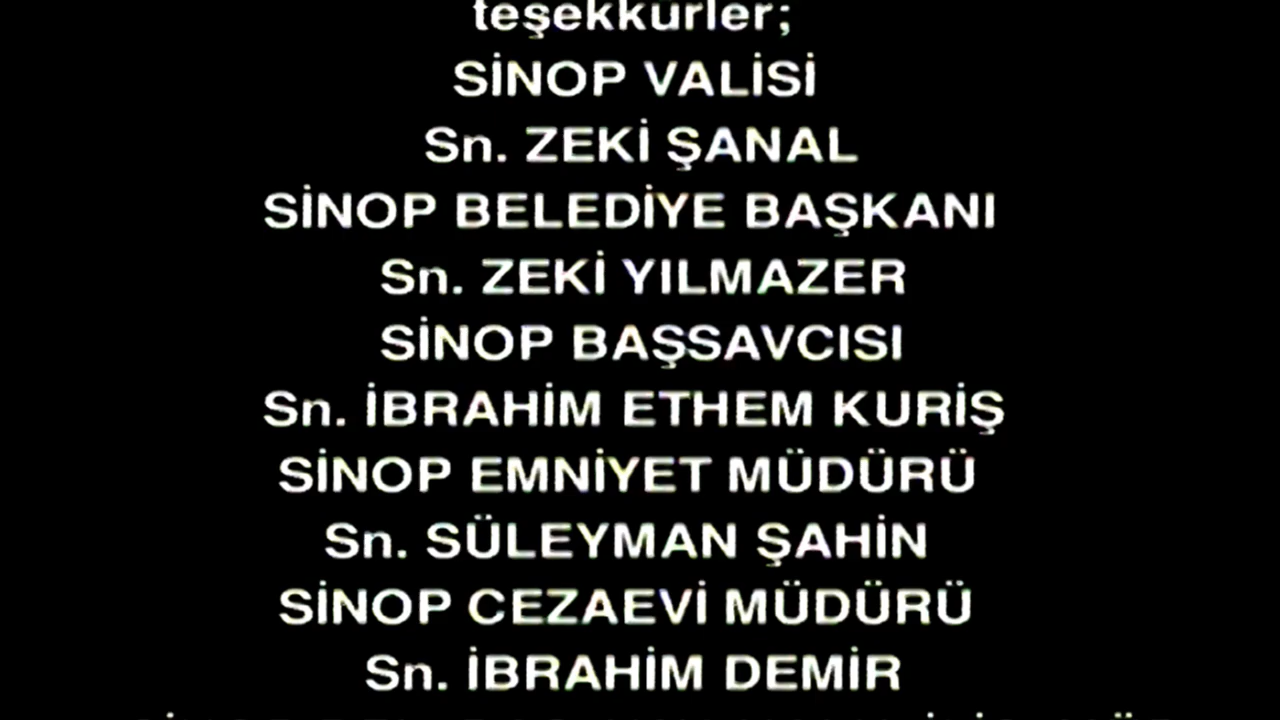 teşekkürler;
SİNOP VALİSİ
Sn. ZEKİ ŞANAL
SİNOP BELEDİYE BAŞKANI
Sn. ZEKİ YILMAZER
SİNOP BAŞSAVCISI
Sn. İBRAHİM ETHEM KURİŞ
SİNOP EMNİYET MÜDÜRÜ
Sn. SÜLEYMAN ŞAHİN
SİNOP CEZAEVİ MÜDÜRÜ
Sn. İBRAHİM DEMİR